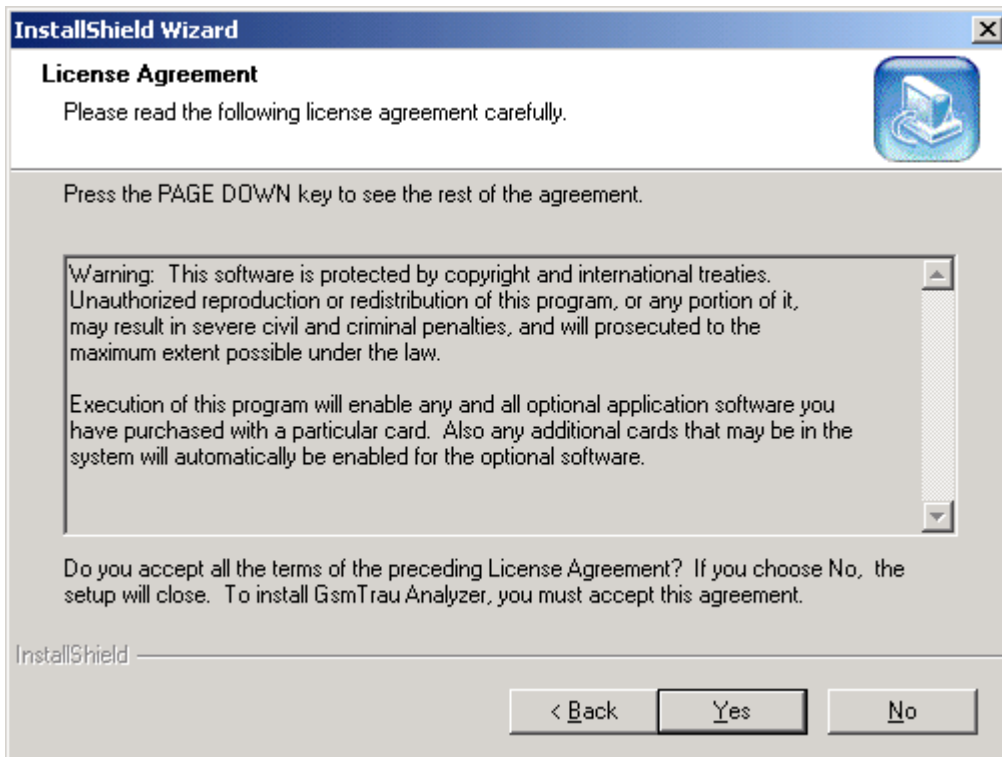 InstallShield Wizard
License Agreement
Please read the following license agreement carefully.
Press the PAGE DOWN key to see the rest of the agreement.
Warning:  This software is protected by copyright and international treaties.
Unauthorized reproduction or redistribution of this program, or any portion of it,
may result in severe civil and criminal penalties, and will prosecuted to the
maximum extent possible under the law.
Execution of this program will enable any and all optional application software you
have purchased with a particular card.  Also any additional cards that may be in the
system will automatically be enabled for the optional software.
Do you accept all the terms of the preceding License Agreement?  If you choose No,  the
setup will close.  To install GsmTrau Analyzer, you must accept this agreement.
InstallShield
< Back
Yes
No